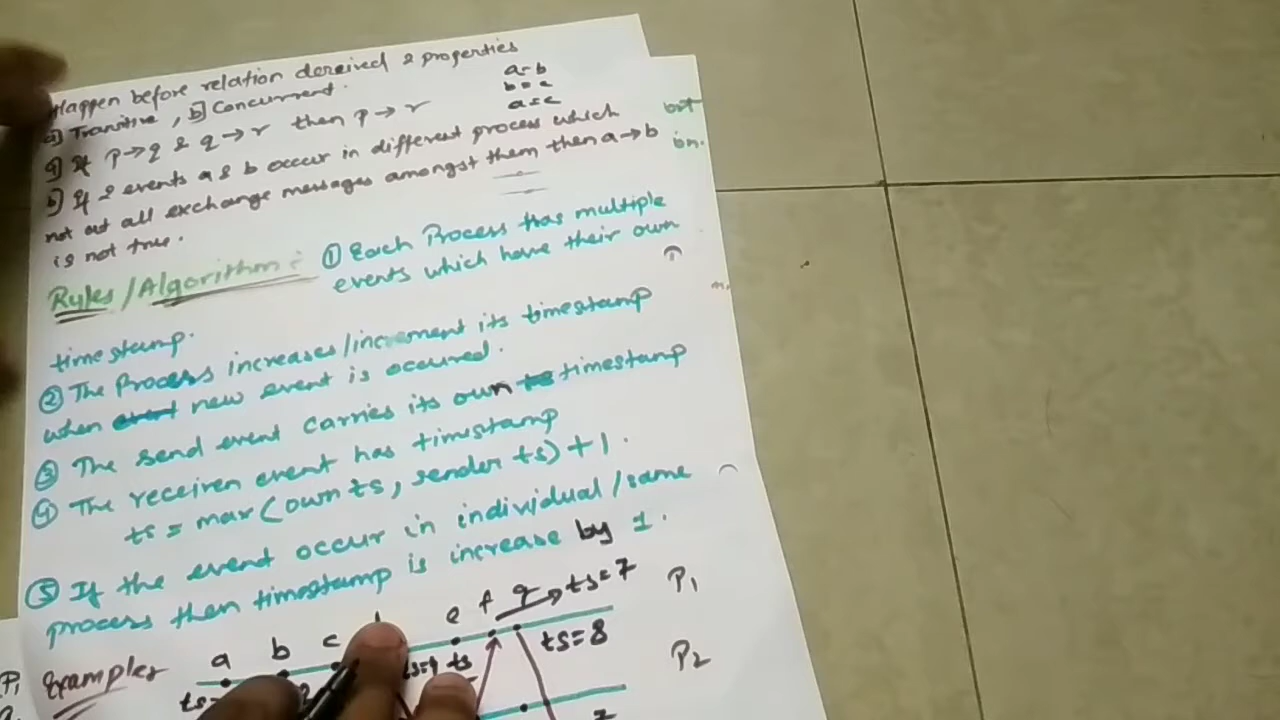 Happen before relation dereived 2 properties
a) Transitive, b) Concurrent.
a-b
b=c
a=c
a) If p→q & q→r then p→r
b) If 2 events a & b occur in different process which
not at all exchange messages amongst them then a→b
is not true.
Rules/Algorithm: ① Each Process has multiple
events which have their own
timestamp.
② The Process increases/increment its timestamp
when new event is occured.
③ The send event carries its own timestamp
④ The receiven event has timestamp
ts = max (own ts, sender ts) + 1.
⑤ If the event occur in individual/same
process then timestamp is increase by 1.
Examples
a b c e f g → ts=7 P1
ts=8
P2
P1